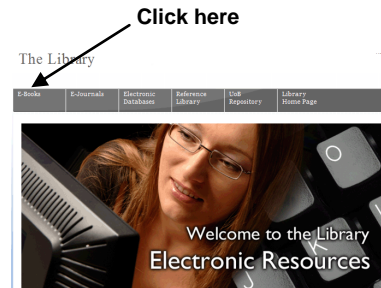 Click here
The Library
E-Books E-Journals Electronic Databases Reference Library UoB Repository Library Home Page
Welcome to the Library
Electronic Resources